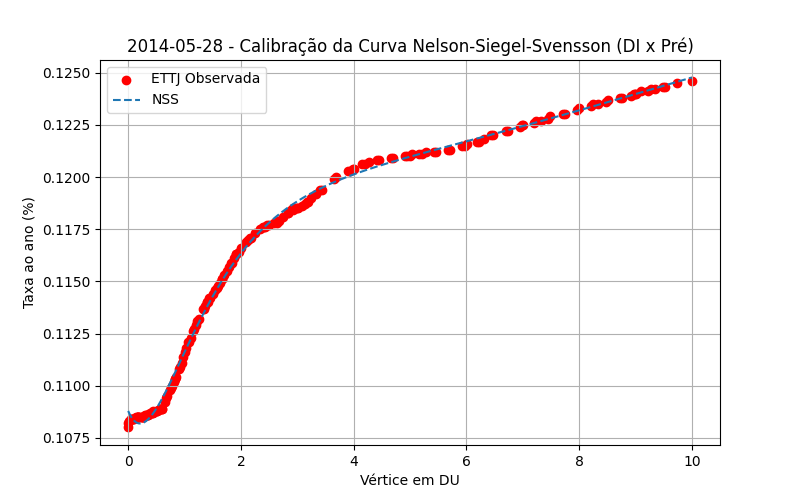 2014-05-28 - Calibração da Curva Nelson-Siegel-Svensson (DI x Pré)
ETTJ Observada
NSS
Taxa ao ano (%)
0.1250
0.1225
0.1200
0.1175
0.1150
0.1125
0.1100
0.1075
0 2 4 6 8 10
Vértice em DU